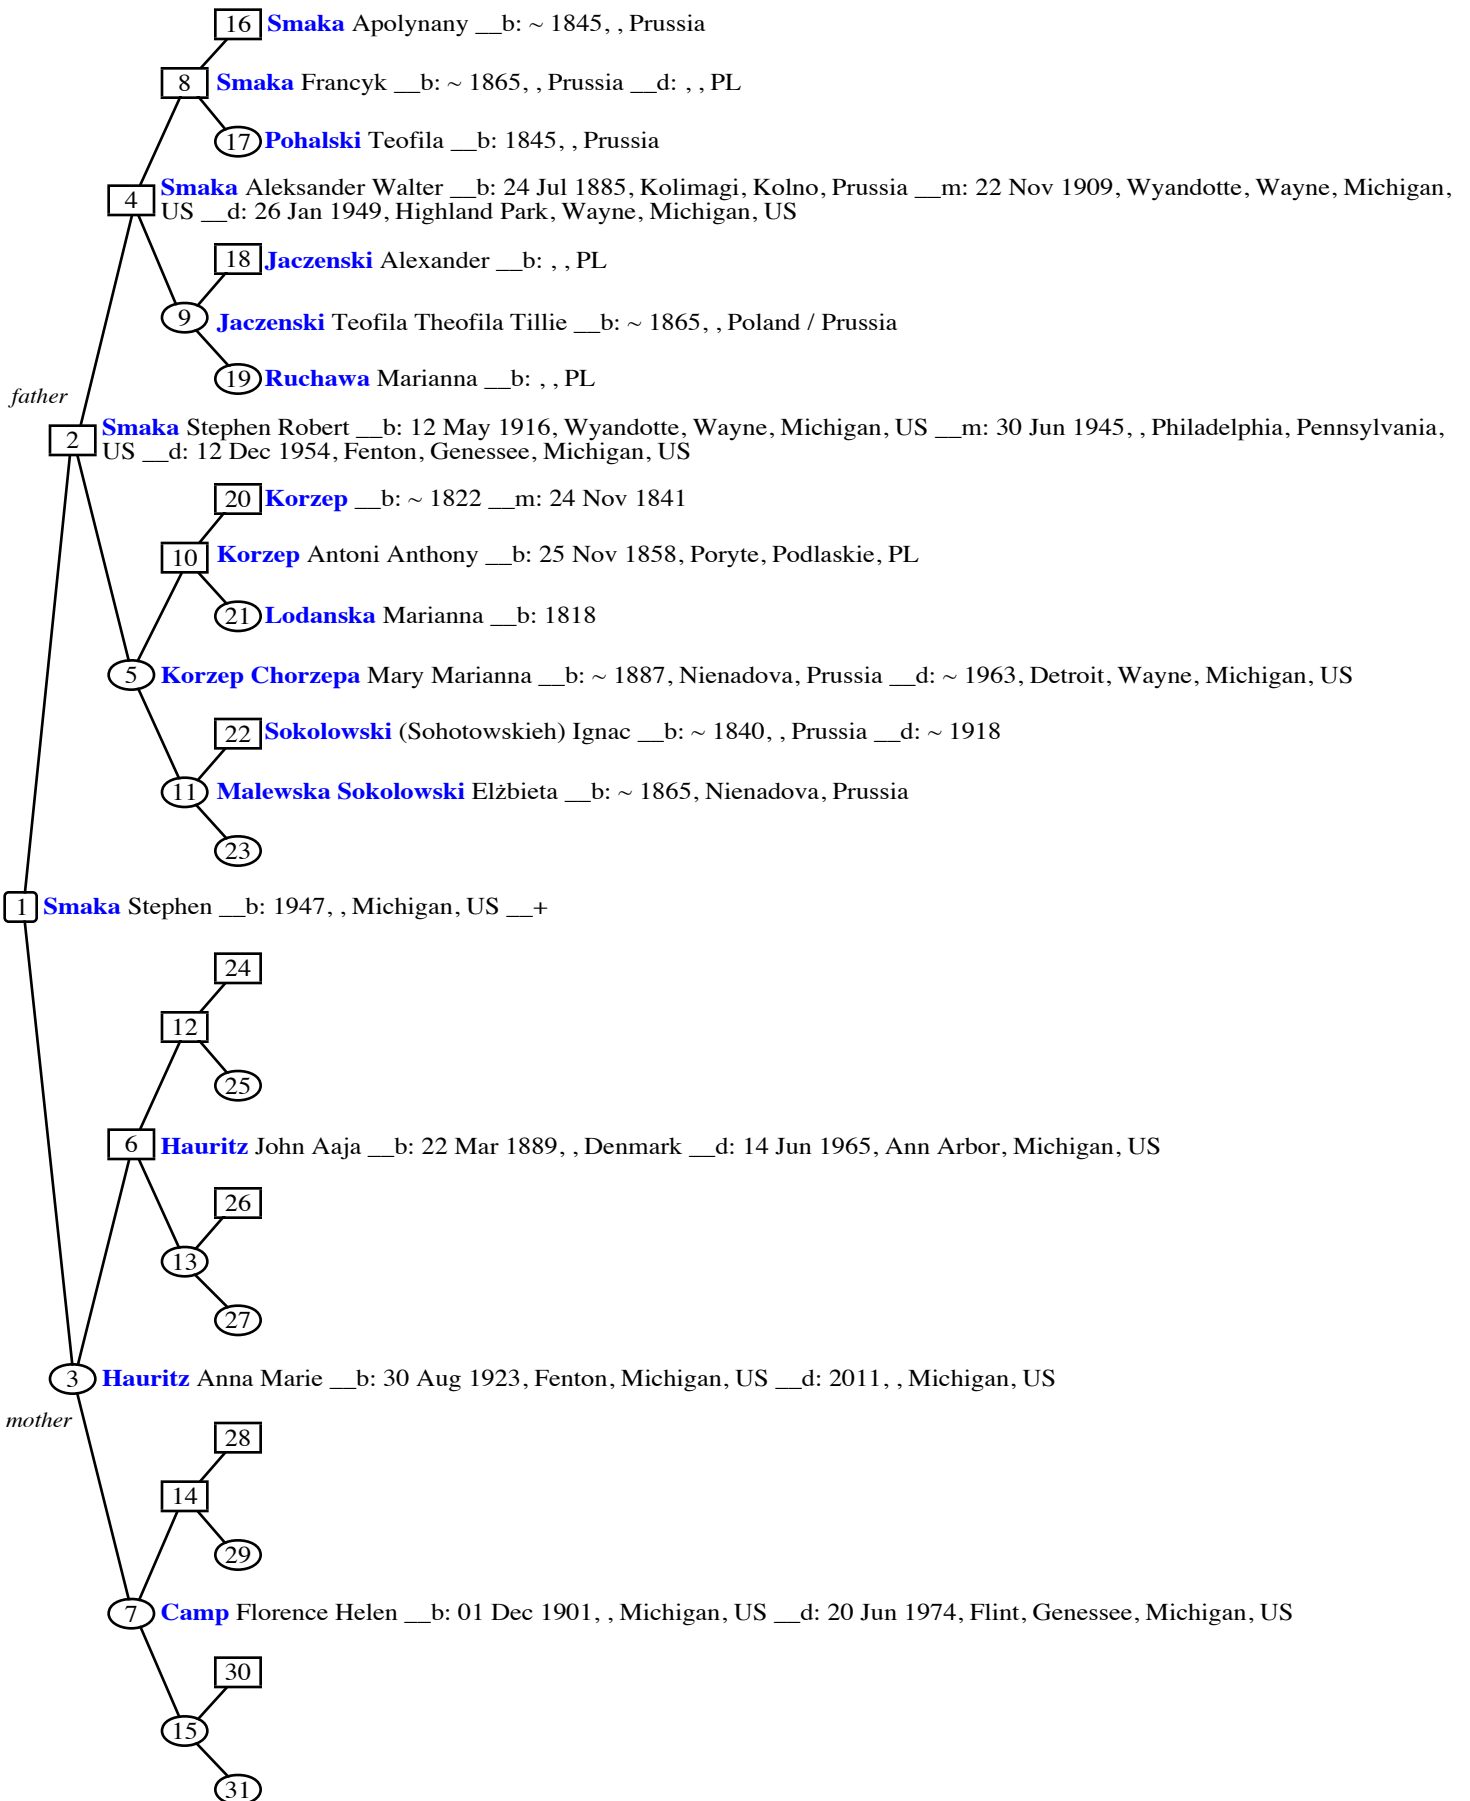 16 Smaka Apolynany __b: ~ 1845, , Prussia
8 Smaka Francyk __b: ~ 1865, , Prussia __d: , , PL
17 Pohalski Teofila __b: 1845, , Prussia
4 Smaka Aleksander Walter __b: 24 Jul 1885, Kolimagi, Kolno, Prussia __m: 22 Nov 1909, Wyandotte, Wayne, Michigan,
US __d: 26 Jan 1949, Highland Park, Wayne, Michigan, US
18 Jaczenski Alexander __b: , , PL
9 Jaczenski Teofila Theofila Tillie __b: ~ 1865, , Poland / Prussia
19 Ruchawa Marianna __b: , , PL
father
2 Smaka Stephen Robert __b: 12 May 1916, Wyandotte, Wayne, Michigan, US __m: 30 Jun 1945, , Philadelphia, Pennsylvania,
US __d: 12 Dec 1954, Fenton, Genessee, Michigan, US
20 Korzep __b: ~ 1822 __m: 24 Nov 1841
10 Korzep Antoni Anthony __b: 25 Nov 1858, Poryte, Podlaskie, PL
21 Lodanska Marianna __b: 1818
5 Korzep Chorzepa Mary Marianna __b: ~ 1887, Nienadova, Prussia __d: ~ 1963, Detroit, Wayne, Michigan, US
22 Sokolowski (Sohotowskieh) Ignac __b: ~ 1840, , Prussia __d: ~ 1918
11 Malewska Sokolowski Elżbieta __b: ~ 1865, Nienadova, Prussia
23
1 Smaka Stephen __b: 1947, , Michigan, US __+
24
12
25
6 Hauritz John Aaja __b: 22 Mar 1889, , Denmark __d: 14 Jun 1965, Ann Arbor, Michigan, US
26
13
27
3 Hauritz Anna Marie __b: 30 Aug 1923, Fenton, Michigan, US __d: 2011, , Michigan, US
mother
28
14
29
7 Camp Florence Helen __b: 01 Dec 1901, , Michigan, US __d: 20 Jun 1974, Flint, Genessee, Michigan, US
30
15
31